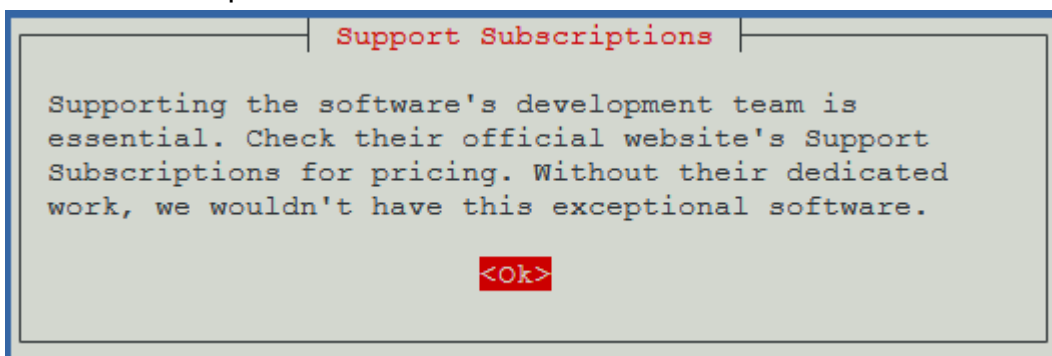 Support Subscriptions
Supporting the software's development team is
essential. Check their official website's Support
Subscriptions for pricing. Without their dedicated
work, we wouldn't have this exceptional software.
<Ok>